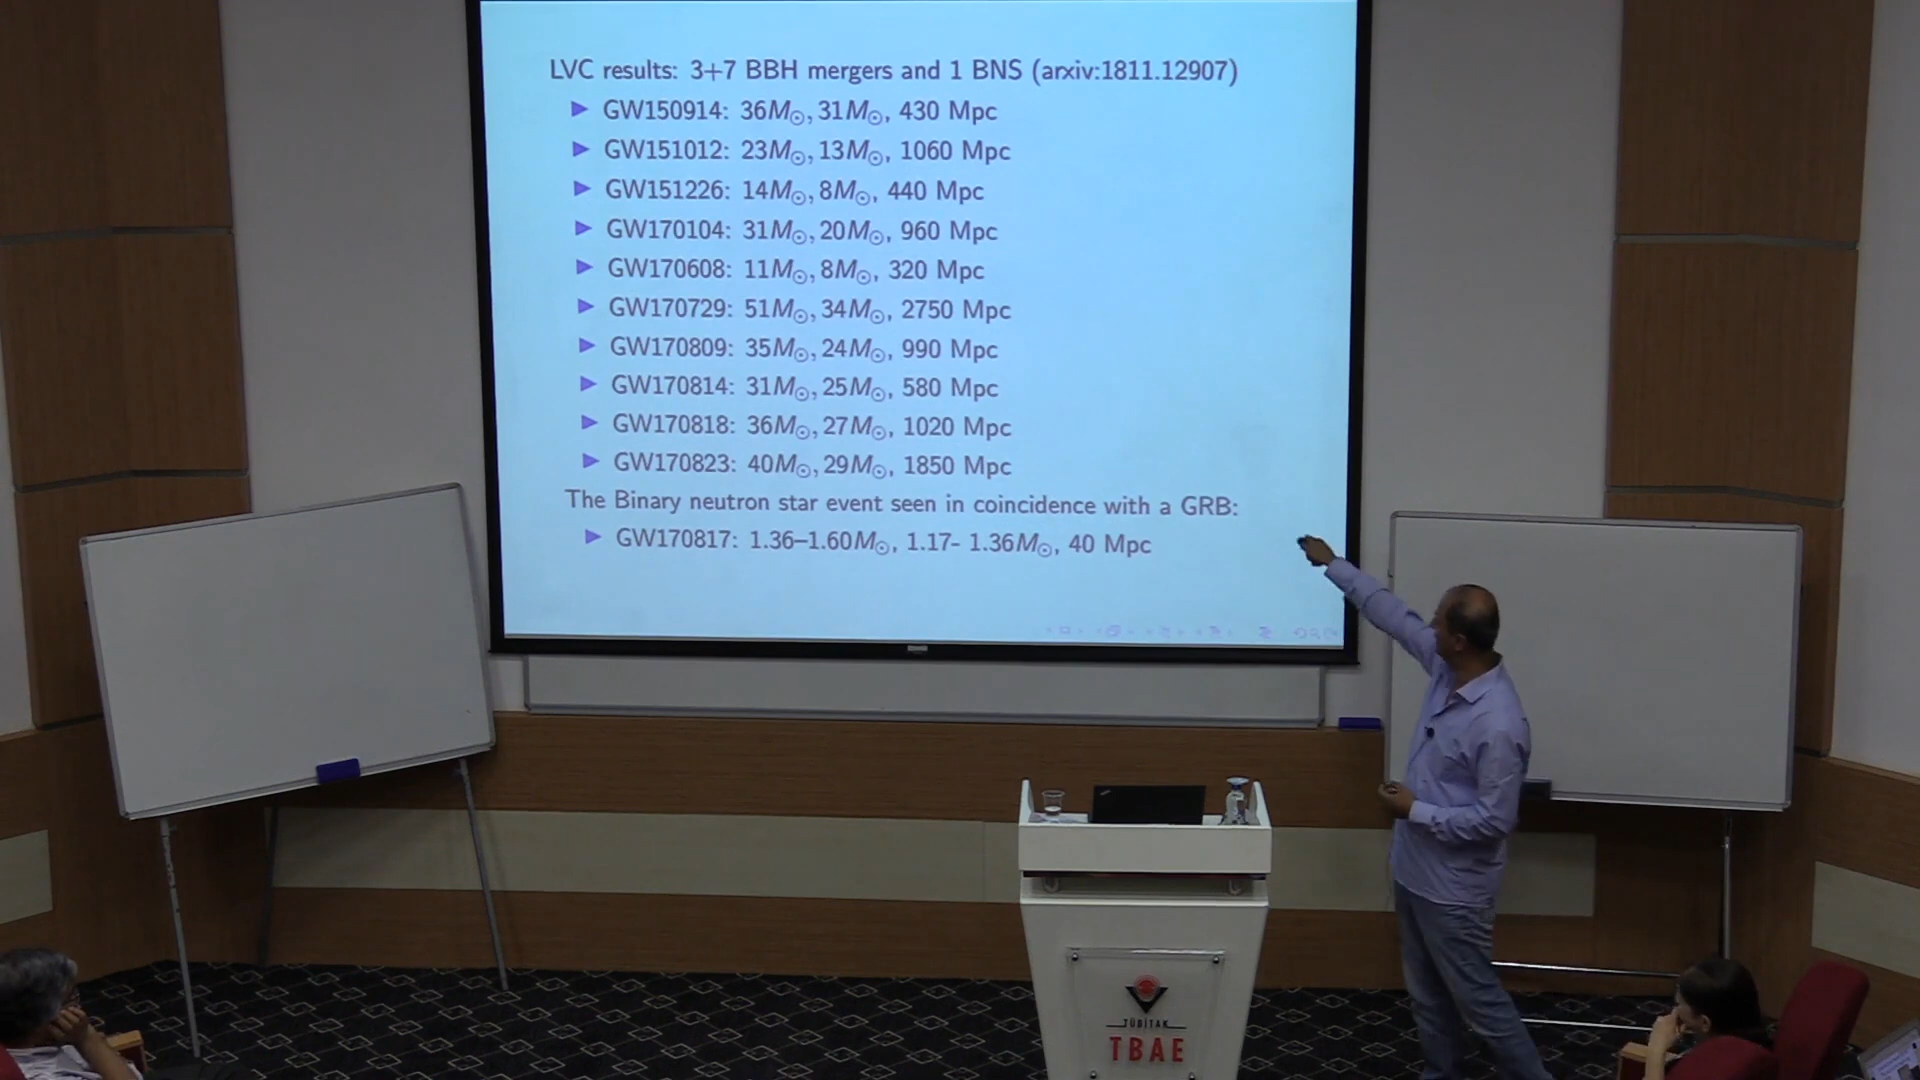 LVC results: 3+7 BBH mergers and 1 BNS (arxiv:1811.12907)
GW150914: 36M⊙, 31M⊙, 430 Mpc
GW151012: 23M⊙, 13M⊙, 1060 Mpc
GW151226: 14M⊙, 8M⊙, 440 Mpc
GW170104: 31M⊙, 20M⊙, 960 Mpc
GW170608: 11M⊙, 8M⊙, 320 Mpc
GW170729: 51M⊙, 34M⊙, 2750 Mpc
GW170809: 35M⊙, 24M⊙, 990 Mpc
GW170814: 31M⊙, 25M⊙, 580 Mpc
GW170818: 36M⊙, 27M⊙, 1020 Mpc
GW170823: 40M⊙, 29M⊙, 1850 Mpc
The Binary neutron star event seen in coincidence with a GRB:
GW170817: 1.36–1.60M⊙, 1.17- 1.36M⊙, 40 Mpc
TÜBİTAK
TBAE